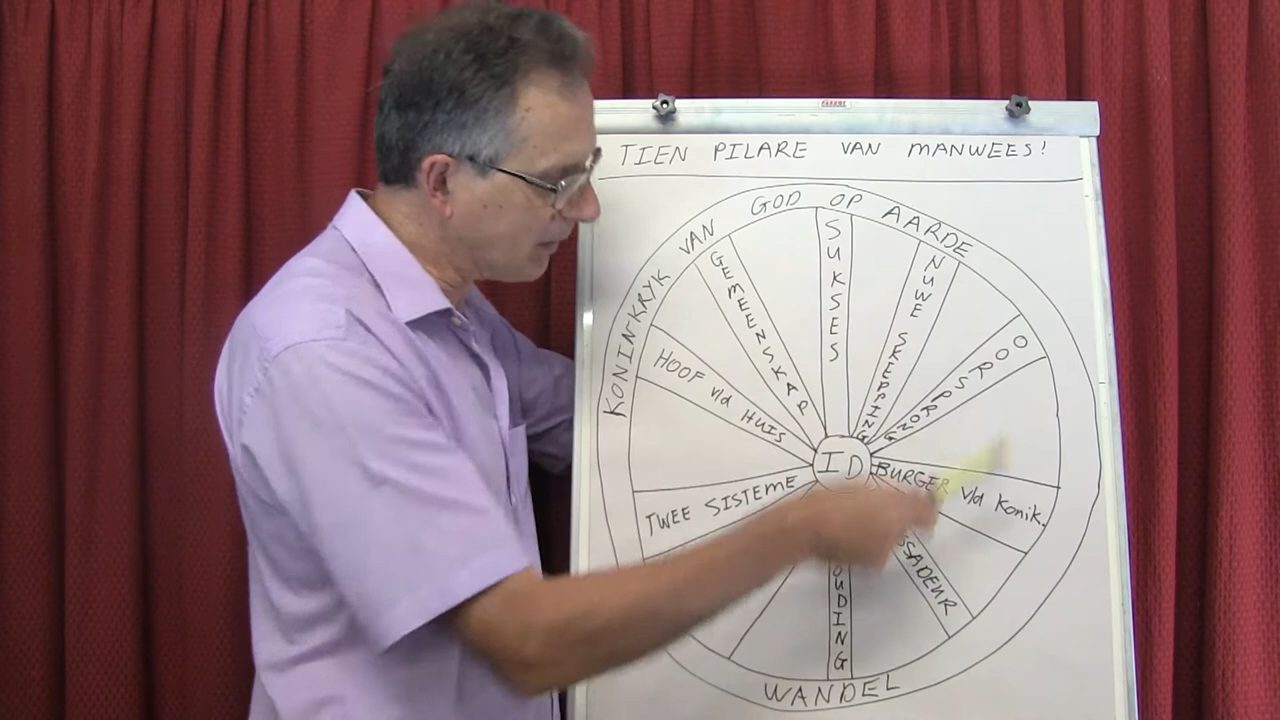 TIEN PILARE VAN MANWEES!
KONINKRYK VAN GOD OP AARDE
SUKSES
NUWE SKEPPING
OORSPRONG
BURGER v/d Konik.
TWEE SISTEME
HOOF v/d HUIS
GEMEENSKAP
ID
WANDEL